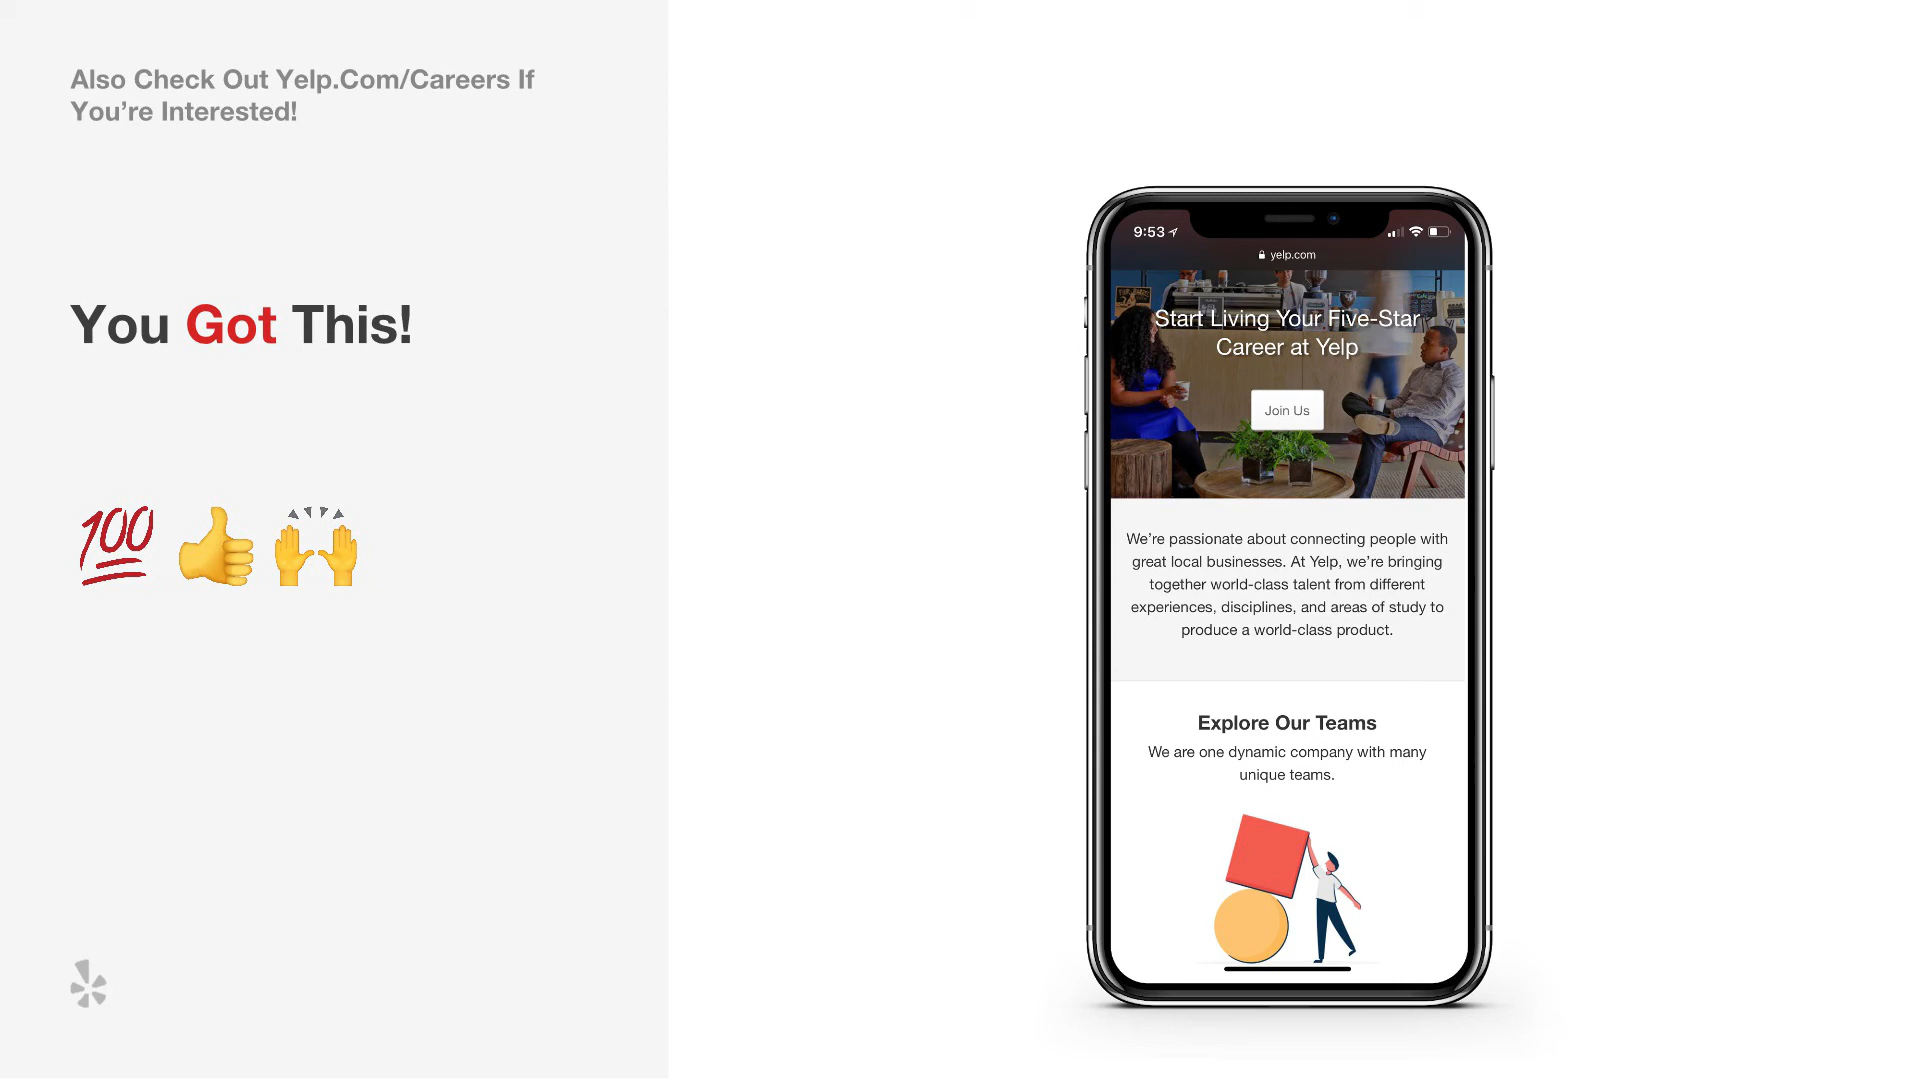 Also Check Out Yelp.Com/Careers If
You’re Interested!
You Got This!
💯 👍 🙌
9:53
yelp.com
Start Living Your Five-Star
Career at Yelp
Join Us
We’re passionate about connecting people with
great local businesses. At Yelp, we’re bringing
together world-class talent from different
experiences, disciplines, and areas of study to
produce a world-class product.
Explore Our Teams
We are one dynamic company with many
unique teams.